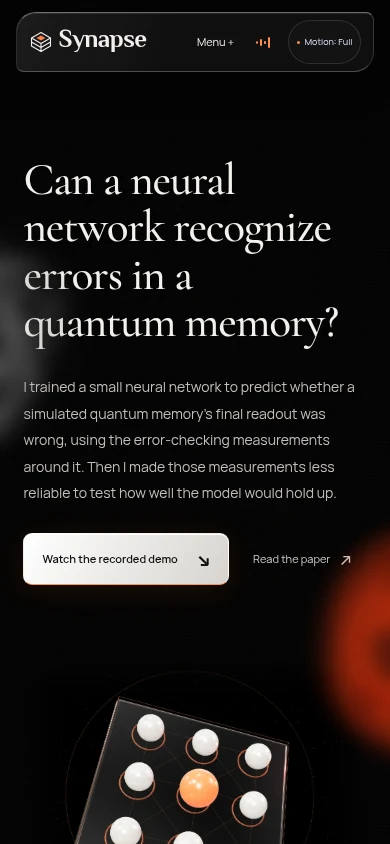 Synapse
Menu +
Motion: Full
Can a neural
network recognize
errors in a
quantum memory?
I trained a small neural network to predict whether a
simulated quantum memory's final readout was
wrong, using the error-checking measurements
around it. Then I made those measurements less
reliable to test how well the model would hold up.
Watch the recorded demo
Read the paper